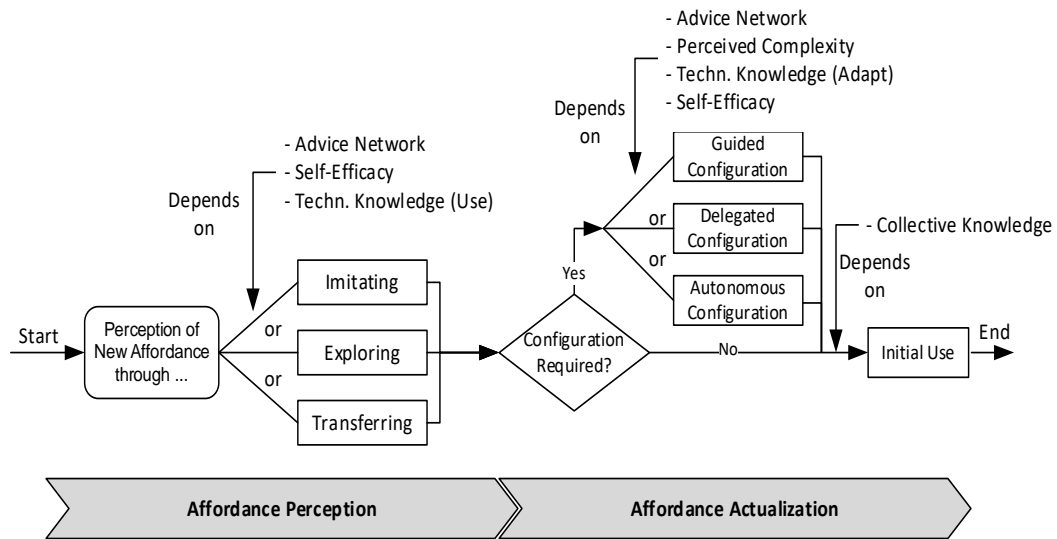 - Advice Network
- Perceived Complexity
- Techn. Knowledge (Adapt)
- Self-Efficacy
Depends
on
- Advice Network
- Self-Efficacy
- Techn. Knowledge (Use)
Depends
on
Guided
Configuration
or
Delegated
Configuration
or
Autonomous
Configuration
- Collective Knowledge
Depends
on
Start
Perception of
New Affordance
through ...
Imitating
or
Exploring
or
Transferring
Yes
Configuration
Required?
No
Initial Use
End
Affordance Perception
Affordance Actualization